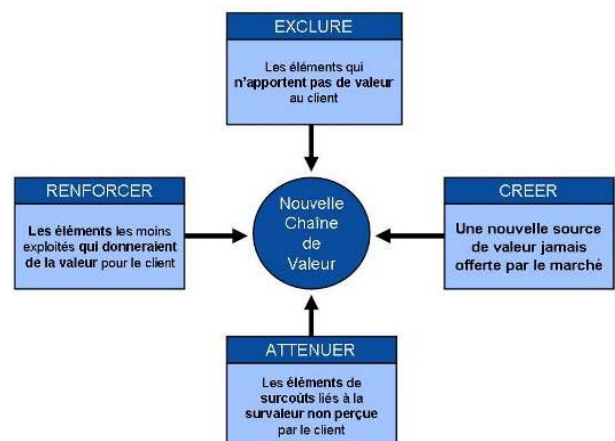 EXCLURE
Les éléments qui
n'apportent pas de valeur
au client
RENFORCER
Les éléments les moins
exploités qui donneraient
de la valeur pour le client
Nouvelle
Chaîne
de
Valeur
CREER
Une nouvelle source
de valeur jamais
offerte par le marché
ATTENUER
Les éléments de
surcoûts liés à la
survaleur non perçue
par le client